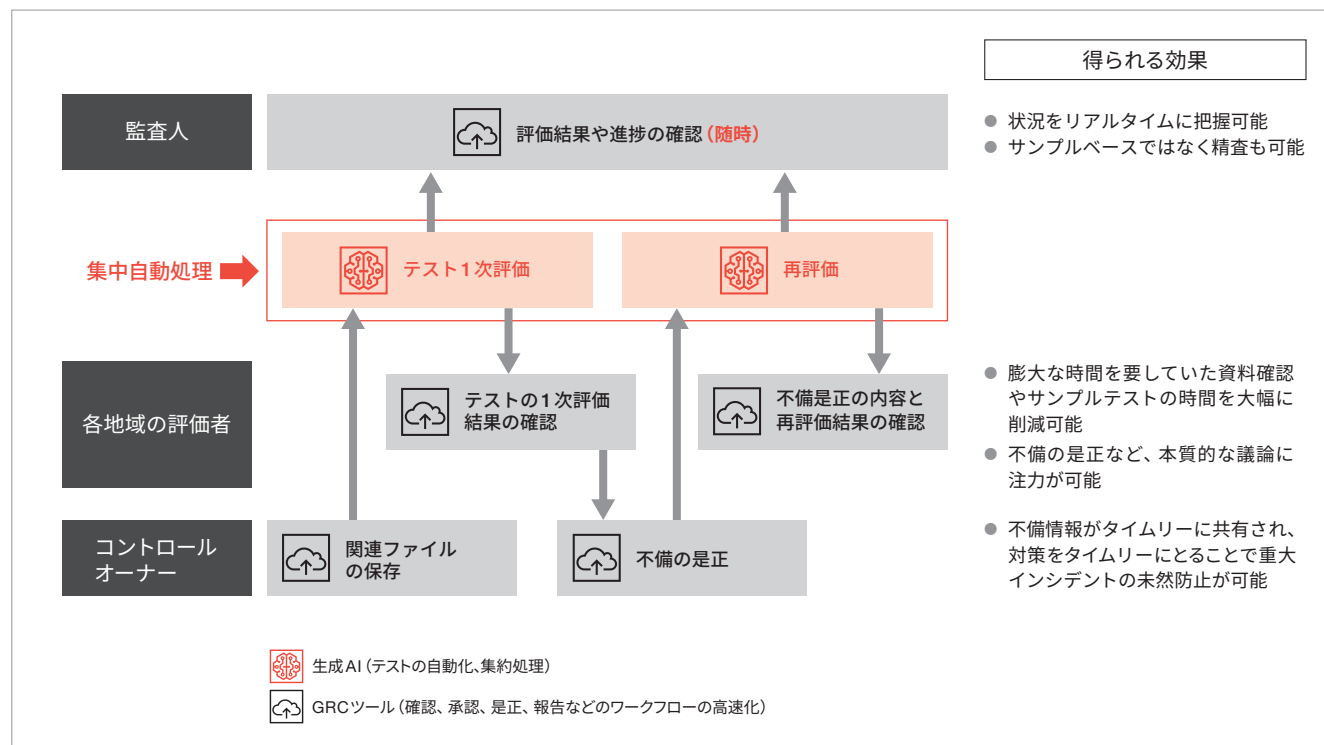 得られる効果
監査人
評価結果や進捗の確認(随時)
● 状況をリアルタイムに把握可能
● サンプルベースではなく精査も可能
集中自動処理
テスト1次評価
再評価
各地域の評価者
テストの1次評価
結果の確認
不備是正の内容と
再評価結果の確認
● 膨大な時間を要していた資料確認
やサンプルテストの時間を大幅に
削減可能
● 不備の是正など、本質的な議論に
注力が可能
コントロール
オーナー
関連ファイル
の保存
不備の是正
● 不備情報がタイムリーに共有され、
対策をタイムリーにとることで重大
インシデントの未然防止が可能
生成AI(テストの自動化、集約処理)
GRCツール(確認、承認、是正、報告などのワークフローの高速化)